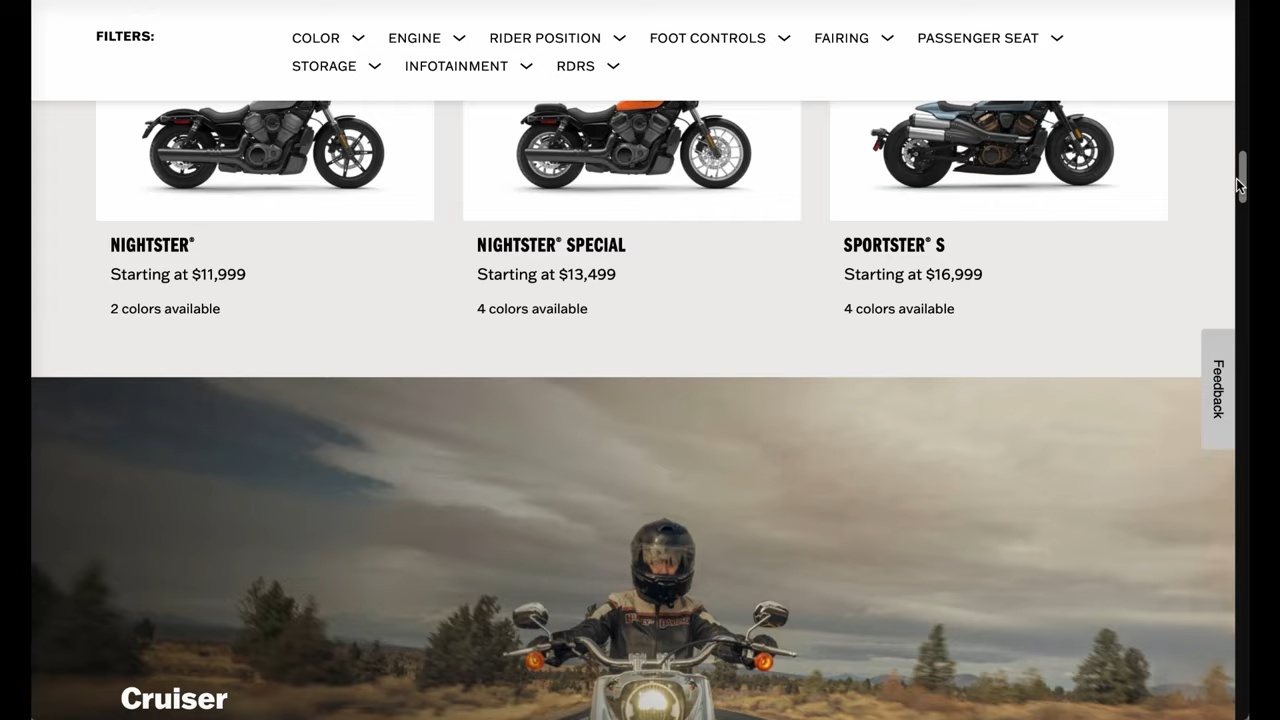 FILTERS:
COLOR ENGINE RIDER POSITION FOOT CONTROLS FAIRING PASSENGER SEAT
STORAGE INFOTAINMENT RDRS
NIGHTSTER®
Starting at $11,999
2 colors available
NIGHTSTER® SPECIAL
Starting at $13,499
4 colors available
SPORTSTER® S
Starting at $16,999
4 colors available
Feedback
Cruiser